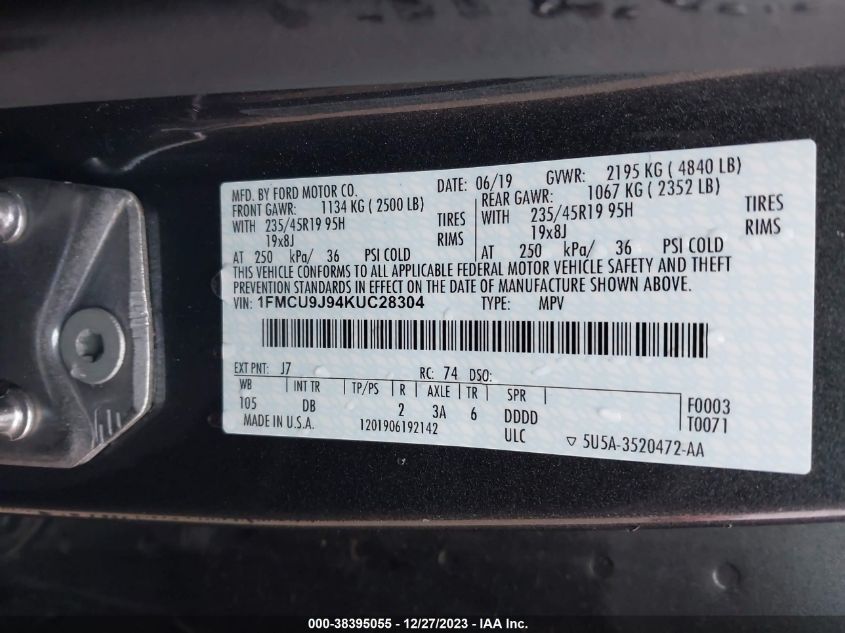 MFD. BY FORD MOTOR CO. DATE: 06/19 GVWR: 2195 KG ( 4840 LB)
FRONT GAWR: 1134 KG ( 2500 LB) REAR GAWR: 1067 KG ( 2352 LB)
WITH 235/45R19 95H TIRES WITH 235/45R19 95H TIRES
19x8J RIMS 19x8J RIMS
AT 250 kPa/ 36 PSI COLD AT 250 kPa/ 36 PSI COLD
THIS VEHICLE CONFORMS TO ALL APPLICABLE FEDERAL MOTOR VEHICLE SAFETY AND THEFT
PREVENTION STANDARDS IN EFFECT ON THE DATE OF MANUFACTURE SHOWN ABOVE.
VIN: 1FMCU9J94KUC28304 TYPE: MPV
EXT PNT: J7 RC: 74 DSO:
WB INT TR TP/PS R AXLE TR SPR
105 DB 2 3A 6 DDDD F0003
MADE IN U.S.A. 1201906192142 ULC T0071
▽ 5U5A-3520472-AA
000-38395055 - 12/27/2023 - IAAI Inc.